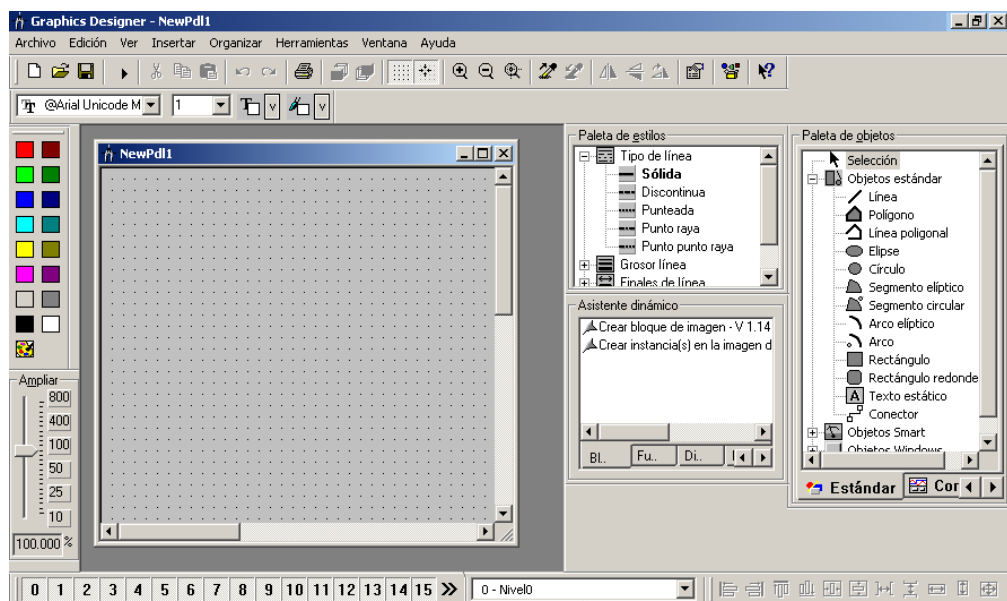 Graphics Designer - NewPdl1
Archivo Edición Ver Insertar Organizar Herramientas Ventana Ayuda
@Arial Unicode M
1
NewPdl1
Ampliar
800
400
100
50
25
10
100.000 %
Paleta de estilos
Tipo de línea
Sólida
Discontinua
Punteada
Punto raya
Punto punto raya
Grosor línea
Finales de línea
Asistente dinámico
Crear bloque de imagen - V 1.14
Crear instancia(s) en la imagen d
Bl.. Fu.. Di..
Paleta de objetos
Selección
Objetos estándar
Línea
Polígono
Línea poligonal
Elipse
Círculo
Segmento elíptico
Segmento circular
Arco elíptico
Arco
Rectángulo
Rectángulo redonde
A Texto estático
Conector
Objetos Smart
Objetos Windows
Estándar Cor
0 1 2 3 4 5 6 7 8 9 10 11 12 13 14 15 0 - Nivel0